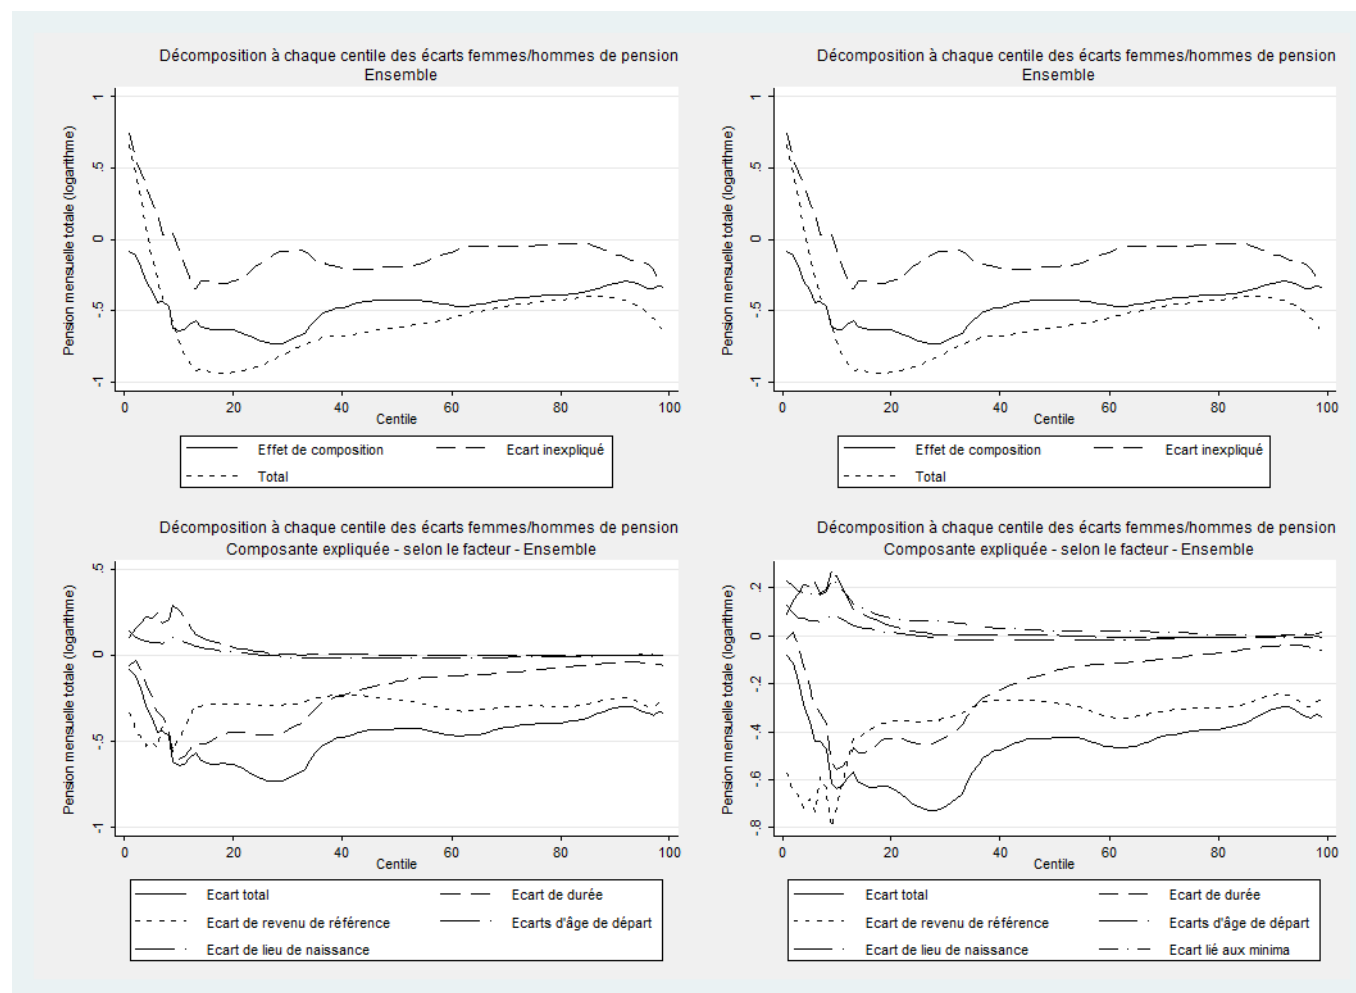 Décomposition à chaque centile des écarts femmes/hommes de pension
Ensemble
Pension mensuelle totale (logarithme)
1
.5
0
-.5
-1
0 20 40 60 80 100
Centile
Effet de composition Ecart inexpliqué
Total
Décomposition à chaque centile des écarts femmes/hommes de pension
Ensemble
Pension mensuelle totale (logarithme)
1
.5
0
-.5
-1
0 20 40 60 80 100
Centile
Effet de composition Ecart inexpliqué
Total
Décomposition à chaque centile des écarts femmes/hommes de pension
Composante expliquée - selon le facteur - Ensemble
Pension mensuelle totale (logarithme)
.5
0
-.5
-1
0 20 40 60 80 100
Centile
Ecart total Ecart de durée
Ecart de revenu de référence Ecarts d'âge de départ
Ecart de lieu de naissance
Décomposition à chaque centile des écarts femmes/hommes de pension
Composante expliquée - selon le facteur - Ensemble
Pension mensuelle totale (logarithme)
.2
0
-.2
-.4
-.6
-.8
0 20 40 60 80 100
Centile
Ecart total Ecart de durée
Ecart de revenu de référence Ecarts d'âge de départ
Ecart de lieu de naissance Ecart lié aux minima